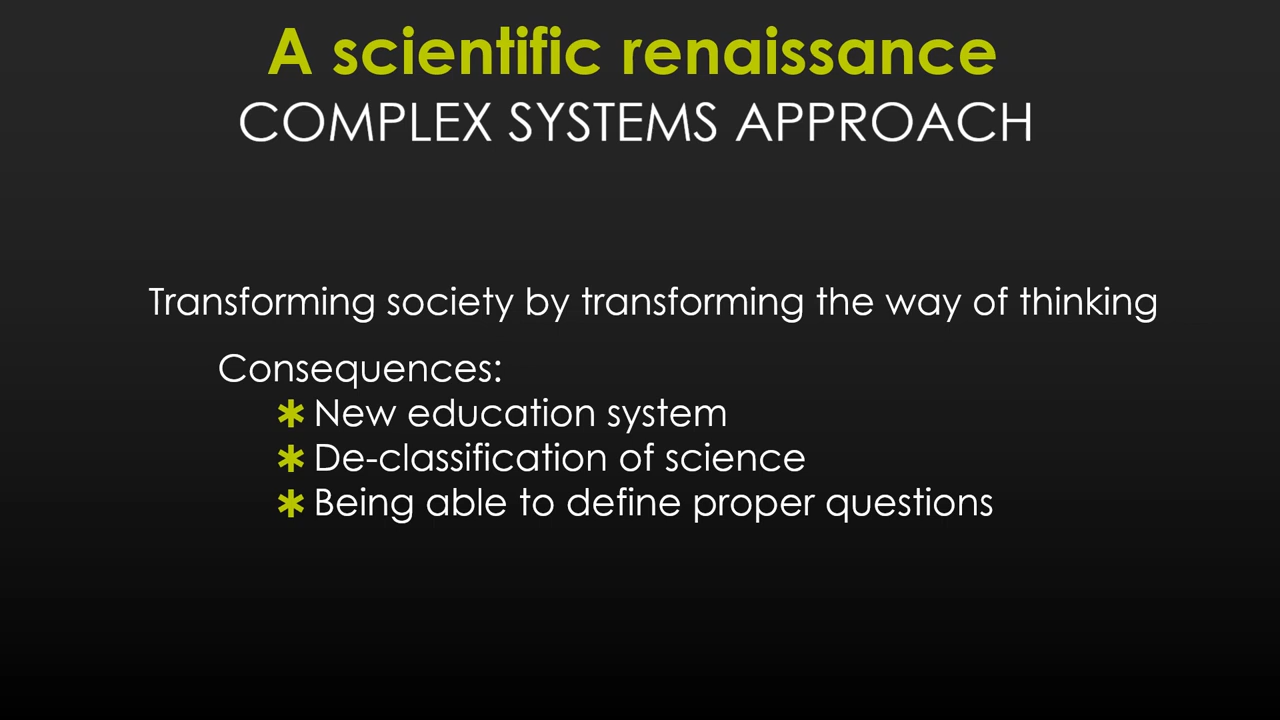 A scientific renaissance
COMPLEX SYSTEMS APPROACH
Transforming society by transforming the way of thinking
Consequences:
✱ New education system
✱ De-classification of science
✱ Being able to define proper questions